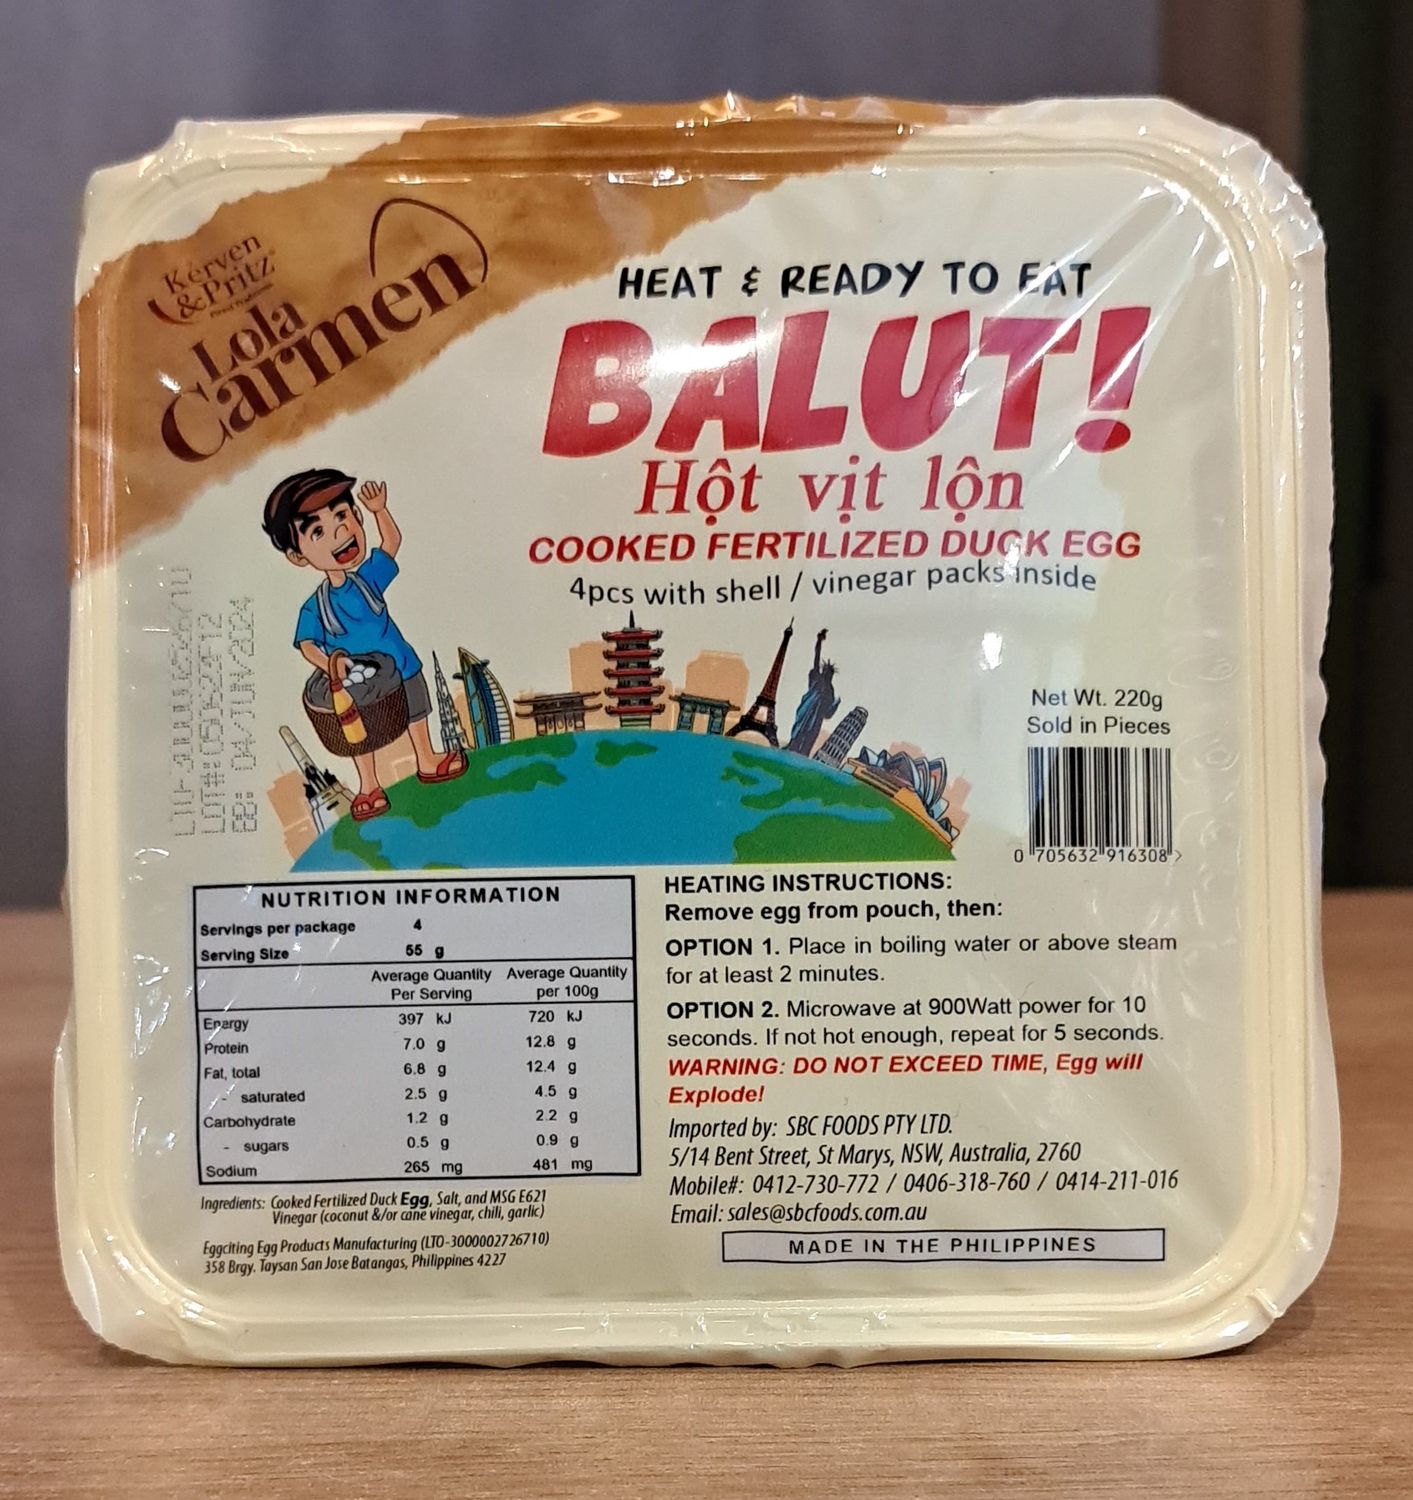 Kerven
&Pritz
Lola
Carmen
HEAT & READY TO EAT
BALUT!
Hột vịt lộn
COOKED FERTILIZED DUCK EGG
4pcs with shell / vinegar packs inside
LOT#:
BB: 04/JUN/2024
Net Wt. 220g
Sold in Pieces
0 705632 916308 >
NUTRITION INFORMATION
Servings per package 4
Serving Size 55 g
Average Quantity Per Serving Average Quantity per 100g
Energy 397 kJ 720 kJ
Protein 7.0 g 12.8 g
Fat, total 6.8 g 12.4 g
- saturated 2.5 g 4.5 g
Carbohydrate 1.2 g 2.2 g
- sugars 0.5 g 0.9 g
Sodium 265 mg 481 mg
Ingredients: Cooked Fertilized Duck Egg, Salt, and MSG E621
Vinegar (coconut &/or cane vinegar, chili, garlic)
Eggciting Egg Products Manufacturing (LTO-3000002726710)
358 Brgy. Taysan San Jose Batangas, Philippines 4227
HEATING INSTRUCTIONS:
Remove egg from pouch, then:
OPTION 1. Place in boiling water or above steam
for at least 2 minutes.
OPTION 2. Microwave at 900Watt power for 10
seconds. If not hot enough, repeat for 5 seconds.
WARNING: DO NOT EXCEED TIME, Egg will
Explode!
Imported by: SBC FOODS PTY LTD.
5/14 Bent Street, St Marys, NSW, Australia, 2760
Mobile#: 0412-730-772 / 0406-318-760 / 0414-211-016
Email: sales@sbcfoods.com.au
MADE IN THE PHILIPPINES